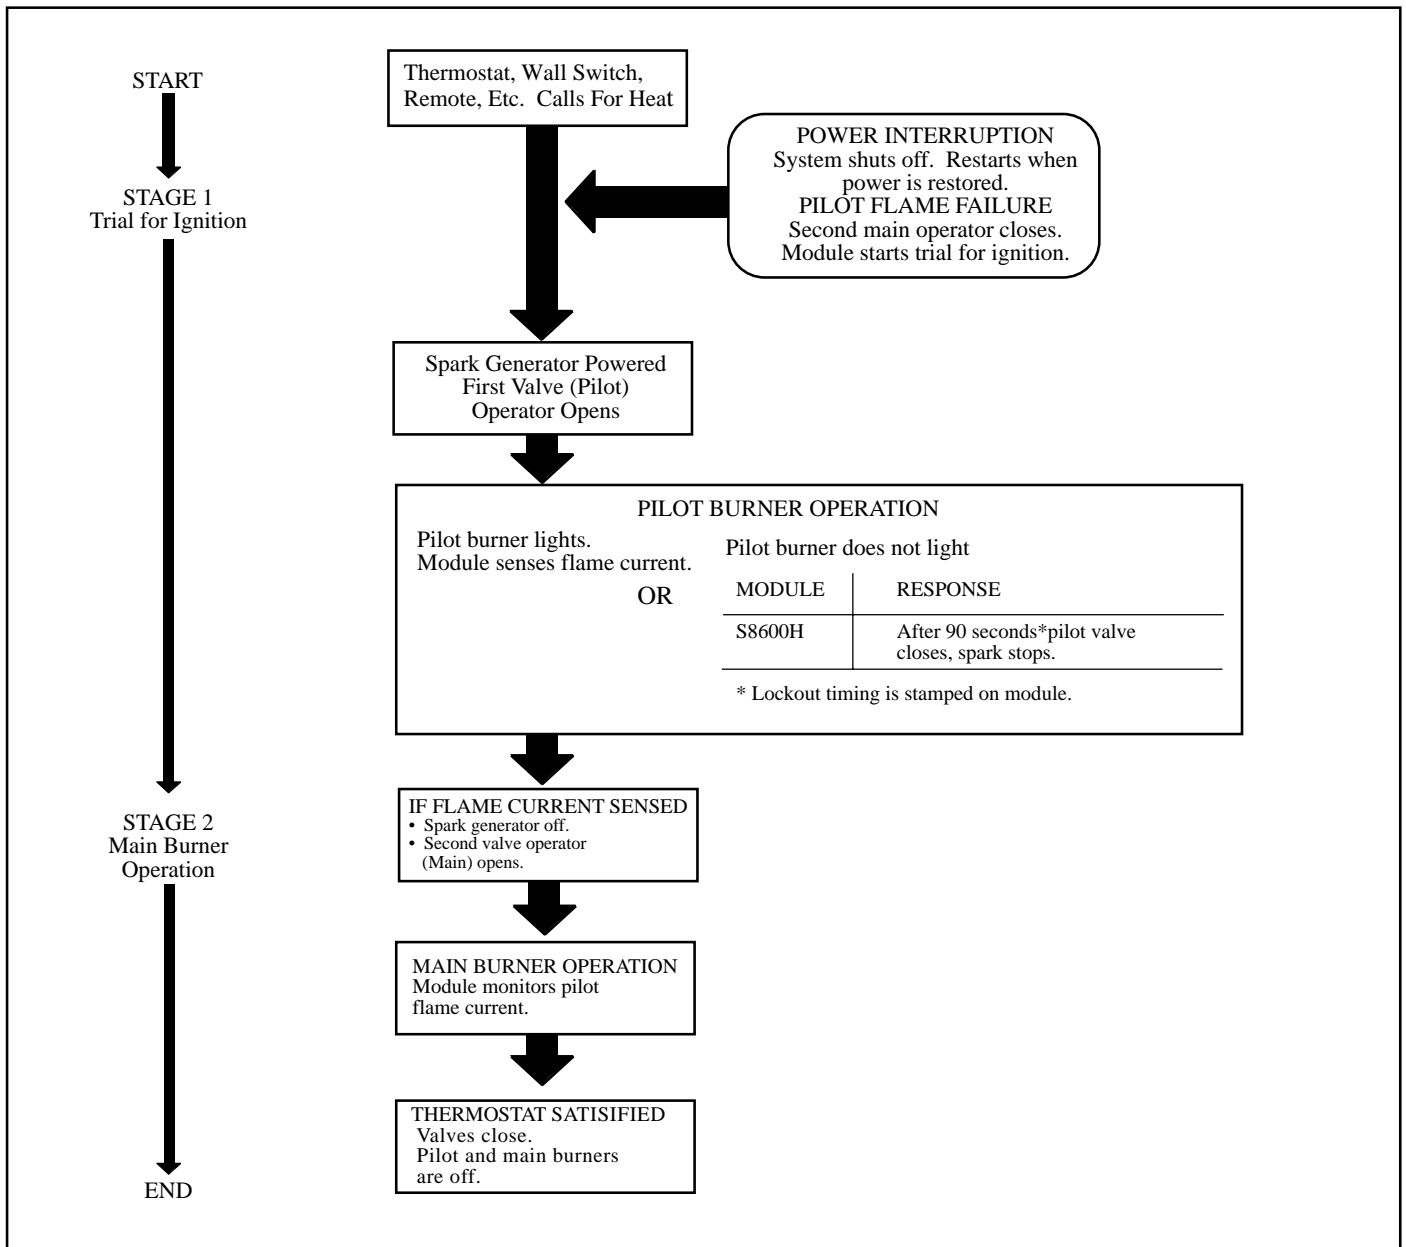 START
STAGE 1
Trial for Ignition
STAGE 2
Main Burner
Operation
END
Thermostat, Wall Switch,
Remote, Etc. Calls For Heat
POWER INTERRUPTION
System shuts off. Restarts when
power is restored.
PILOT FLAME FAILURE
Second main operator closes.
Module starts trial for ignition.
Spark Generator Powered
First Valve (Pilot)
Operator Opens
PILOT BURNER OPERATION
Pilot burner lights.
Module senses flame current.
OR
Pilot burner does not light
MODULE RESPONSE
S8600H After 90 seconds*pilot valve
closes, spark stops.
* Lockout timing is stamped on module.
IF FLAME CURRENT SENSED
• Spark generator off.
• Second valve operator
(Main) opens.
MAIN BURNER OPERATION
Module monitors pilot
flame current.
THERMOSTAT SATISIFIED
Valves close.
Pilot and main burners
are off.